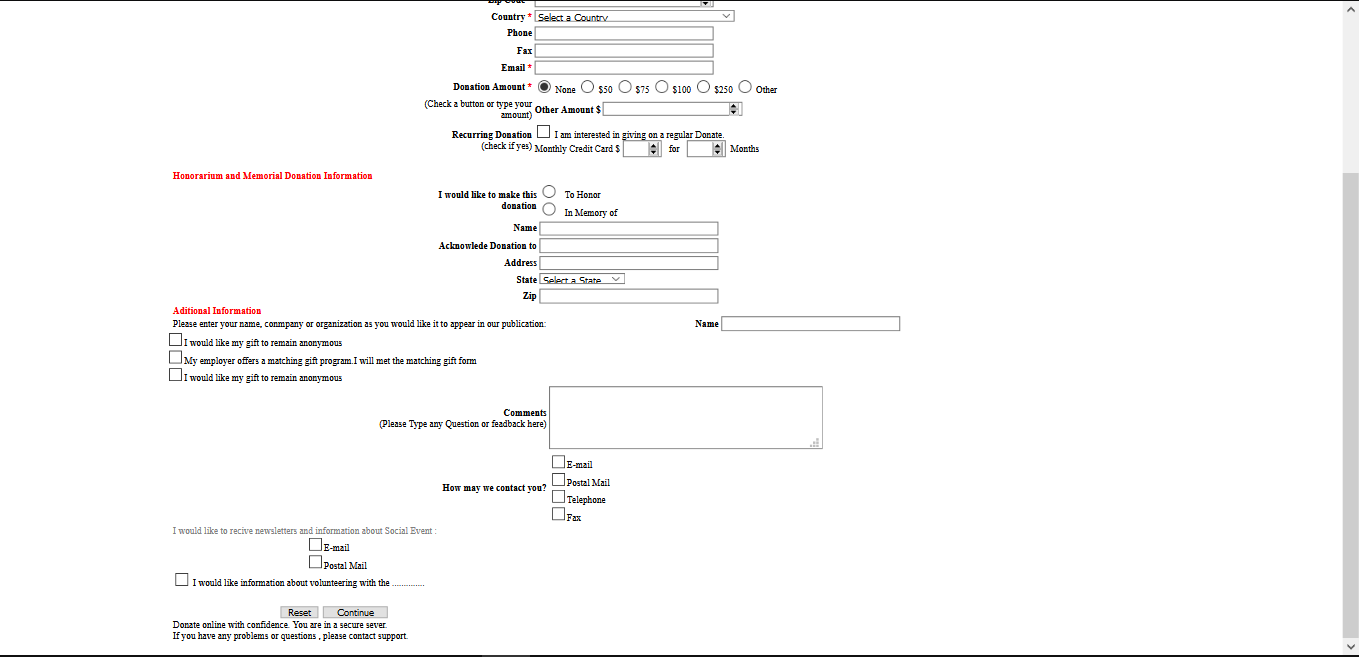 Zip Code
Country * Select a Country
Phone
Fax
Email *
Donation Amount * None $50 $75 $100 $250 Other
(Check a button or type your amount) Other Amount $
Recurring Donation I am interested in giving on a regular Donate.
(check if yes) Monthly Credit Card $ for Months
Honorarium and Memorial Donation Information
I would like to make this donation To Honor
In Memory of
Name
Acknowlede Donation to
Address
State Select a State
Zip
Aditional Information
Please enter your name, conmpany or organization as you would like it to appear in our publication: Name
I would like my gift to remain anonymous
My employer offers a matching gift program.I will met the matching gift form
I would like my gift to remain anonymous
Comments
(Please Type any Question or feadback here)
E-mail
Postal Mail
How may we contact you?
Telephone
Fax
I would like to recive newsletters and information about Social Event :
E-mail
Postal Mail
I would like information about volunteering with the ..............
Reset Continue
Donate online with confidence. You are in a secure sever.
If you have any problems or questions , please contact support.